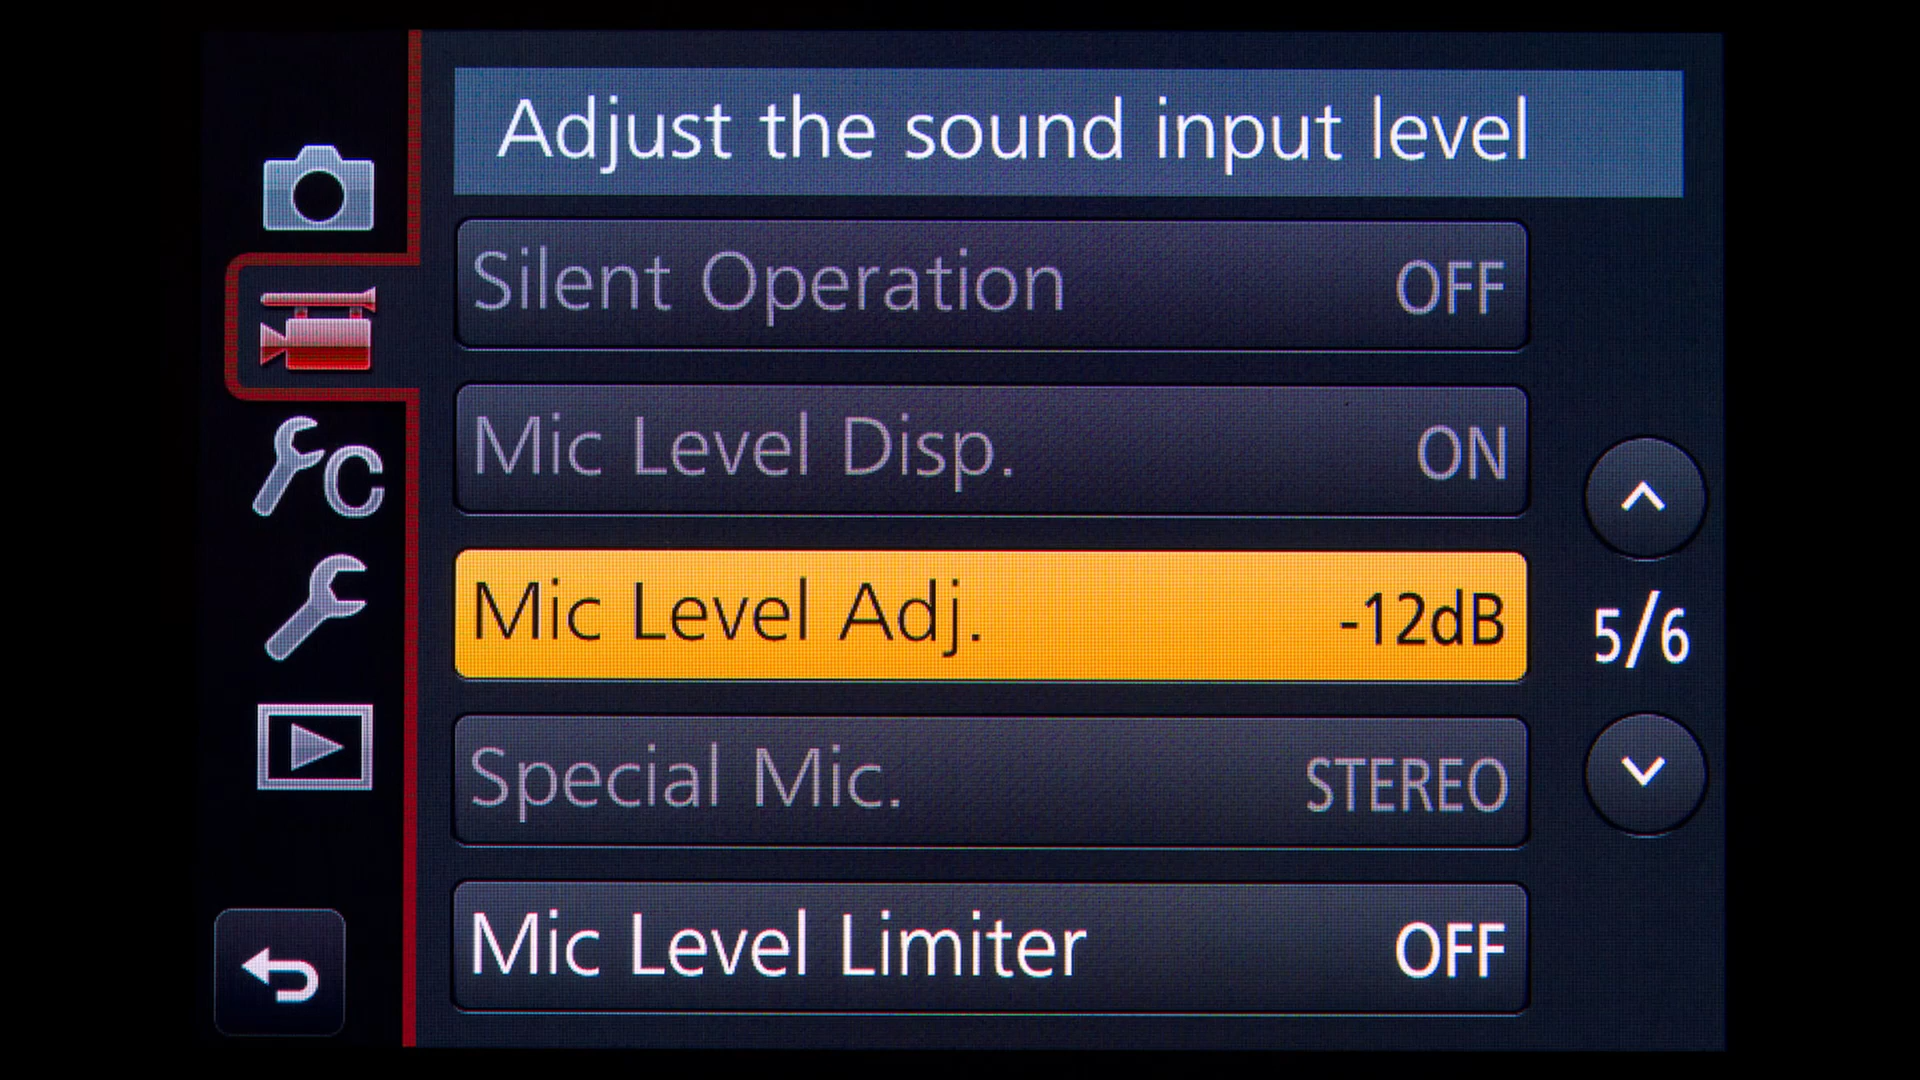 Adjust the sound input level
Silent Operation OFF
Mic Level Disp. ON
Mic Level Adj. -12dB
5/6
Special Mic. STEREO
Mic Level Limiter OFF
C